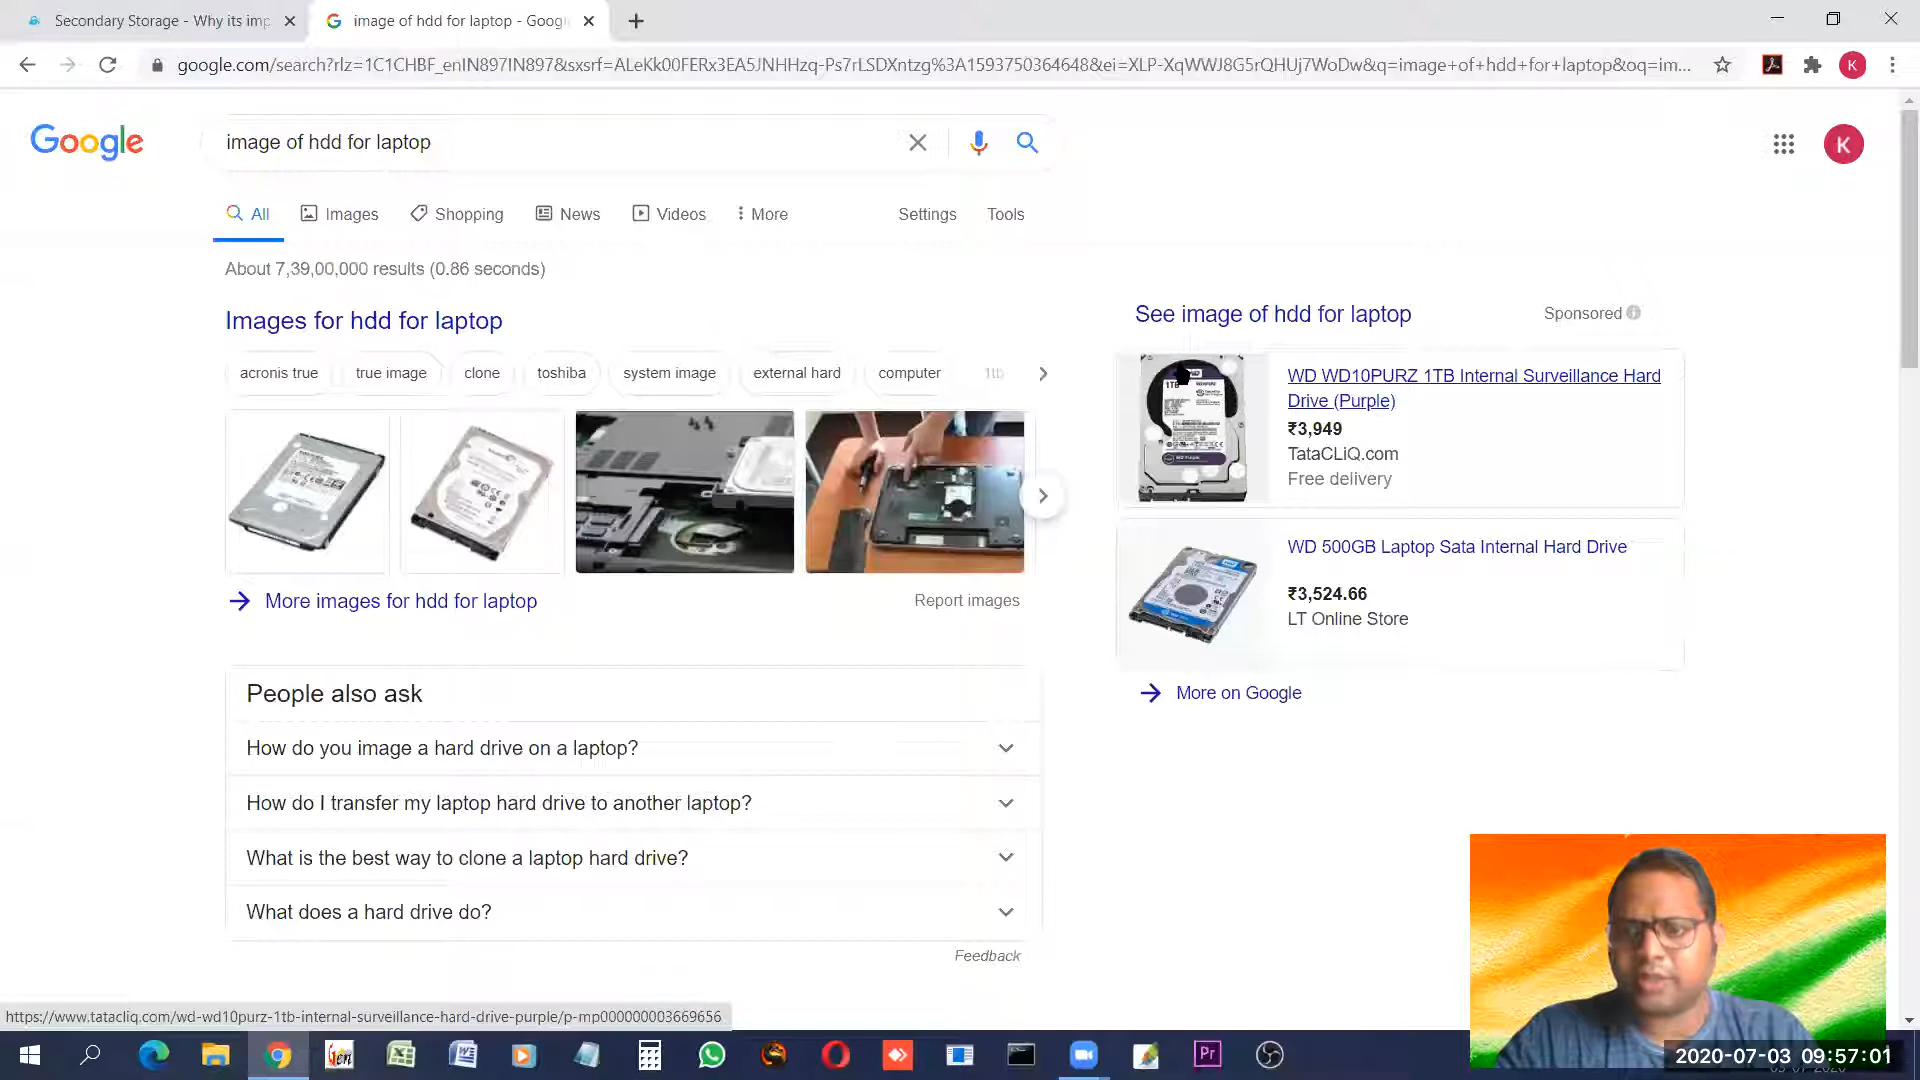 Secondary Storage - Why its imp
image of hdd for laptop - Goog
google.com/search?rlz=1C1CHBF_enIN897IN897&sxsrf=ALeKk00FERx3EA5JNHHzq-Ps7rLSDXntzg%3A1593750364648&ei=XLP-XqWWJ8G5rQHUj7WoDw&q=image+of+hdd+for+laptop&oq=im...
K
Google
image of hdd for laptop
K
All
Images
Shopping
News
Videos
More
Settings
Tools
About 7,39,00,000 results (0.86 seconds)
Images for hdd for laptop
acronis true
true image
clone
toshiba
system image
external hard
computer
1tb
More images for hdd for laptop
Report images
See image of hdd for laptop
Sponsored
1TB
WD Purple
WD WD10PURZ 1TB Internal Surveillance Hard
Drive (Purple)
₹3,949
TataCLiQ.com
Free delivery
WD 500GB Laptop Sata Internal Hard Drive
₹3,524.66
LT Online Store
More on Google
People also ask
How do you image a hard drive on a laptop?
How do I transfer my laptop hard drive to another laptop?
What is the best way to clone a laptop hard drive?
What does a hard drive do?
Feedback
https://www.tatacliq.com/wd-wd10purz-1tb-internal-surveillance-hard-drive-purple/p-mp000000003669656
Gen
Pr
2020-07-03 09:57:01